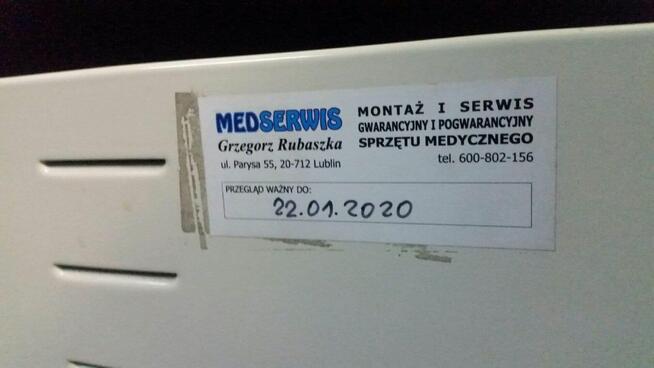 MEDSERWIS
Grzegorz Rubaszka
ul. Parysa 55, 20-712 Lublin
MONTAŻ I SERWIS
GWARANCYJNY I POGWARANCYJNY
SPRZĘTU MEDYCZNEGO
tel. 600-802-156
PRZEGLĄD WAŻNY DO:
22.01.2020